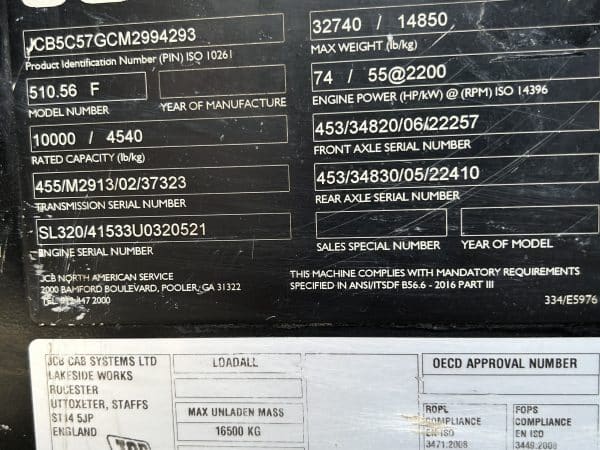 JCB5C57GCM2994293
Product Identification Number (PIN) ISO 10261
510.56 F
MODEL NUMBER
YEAR OF MANUFACTURE
10000 / 4540
RATED CAPACITY (lb/kg)
455/M2913/02/37323
TRANSMISSION SERIAL NUMBER
SL320/41533U0320521
ENGINE SERIAL NUMBER
JCB NORTH AMERICAN SERVICE
2000 BAMFORD BOULEVARD, POOLER, GA 31322
TEL. 912 447 2000
32740 / 14850
MAX WEIGHT (lb/kg)
74 / 55@2200
ENGINE POWER (HP/kW) @ (RPM) ISO 14396
453/34820/06/22257
FRONT AXLE SERIAL NUMBER
453/34830/05/22410
REAR AXLE SERIAL NUMBER
SALES SPECIAL NUMBER
YEAR OF MODEL
THIS MACHINE COMPLIES WITH MANDATORY REQUIREMENTS
SPECIFIED IN ANSI/ITSDF B56.6 - 2016 PART III
334/E5976
JCB CAB SYSTEMS LTD
LAKESIDE WORKS
ROCESTER
UTTOXETER, STAFFS
ST14 5JP
ENGLAND
JCB
LOADALL
MAX UNLADEN MASS
16500 KG
OECD APPROVAL NUMBER
ROPL
COMPLIANCE
EN ISO
3471:2008
FOPS
COMPLIANCE
EN ISO
3449:2008